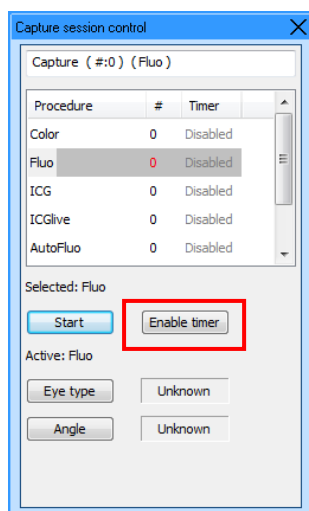 Capture session control
Capture ( #:0 ) ( Fluo )
Procedure # Timer
Color 0 Disabled
Fluo 0 Disabled
ICG 0 Disabled
ICGlive 0 Disabled
AutoFluo 0 Disabled
Selected: Fluo
Start Enable timer
Active: Fluo
Eye type Unknown
Angle Unknown